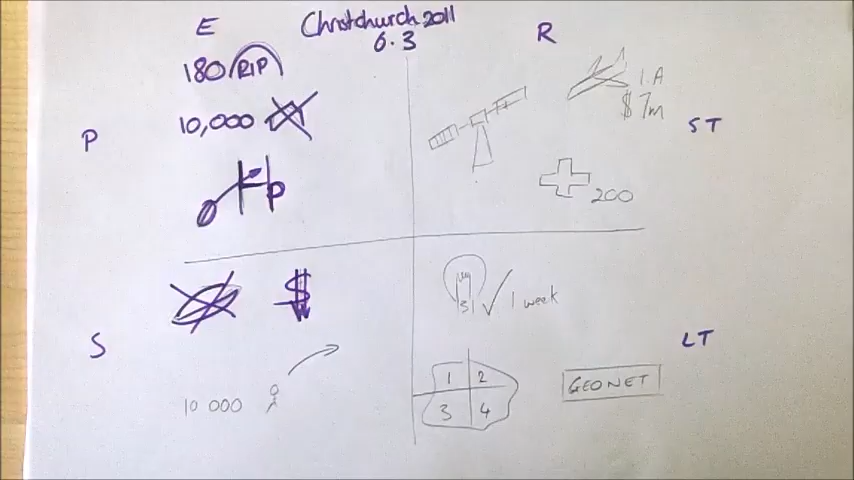 E
Christchurch 2011
6.3
R
180 RIP
1.A
$7m
10,000
P
ST
P
200
$
1 week
S
LT
10 000
1 2
3 4
GEONET